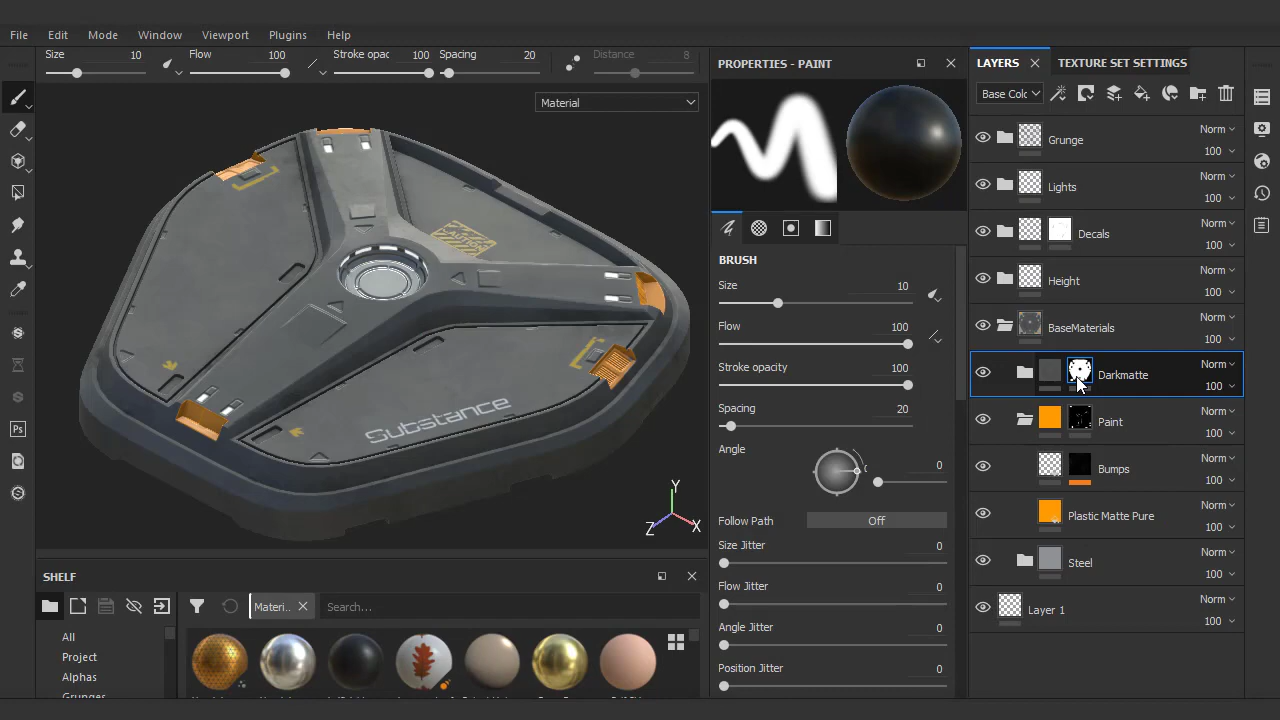 File Edit Mode Window Viewport Plugins Help
Size 10 Flow 100 Stroke opac 100 Spacing 20 Distance 8
Material
CAUTION
Substance
Y
Z X
SHELF
Materi..
Search...
All
Project
Alphas
Grunges
PROPERTIES - PAINT
BRUSH
Size 10
Flow 100
Stroke opacity 100
Spacing 20
Angle 0
Follow Path Off
Size Jitter 0
Flow Jitter 0
Angle Jitter 0
Position Jitter 0
LAYERS TEXTURE SET SETTINGS
Base Colc
Grunge Norm 100
Lights Norm 100
Decals Norm 100
Height Norm 100
BaseMaterials Norm 100
Darkmatte Norm 100
Paint Norm 100
Bumps Norm 100
Plastic Matte Pure Norm 100
Steel Norm 100
Layer 1 Norm 100
Ps